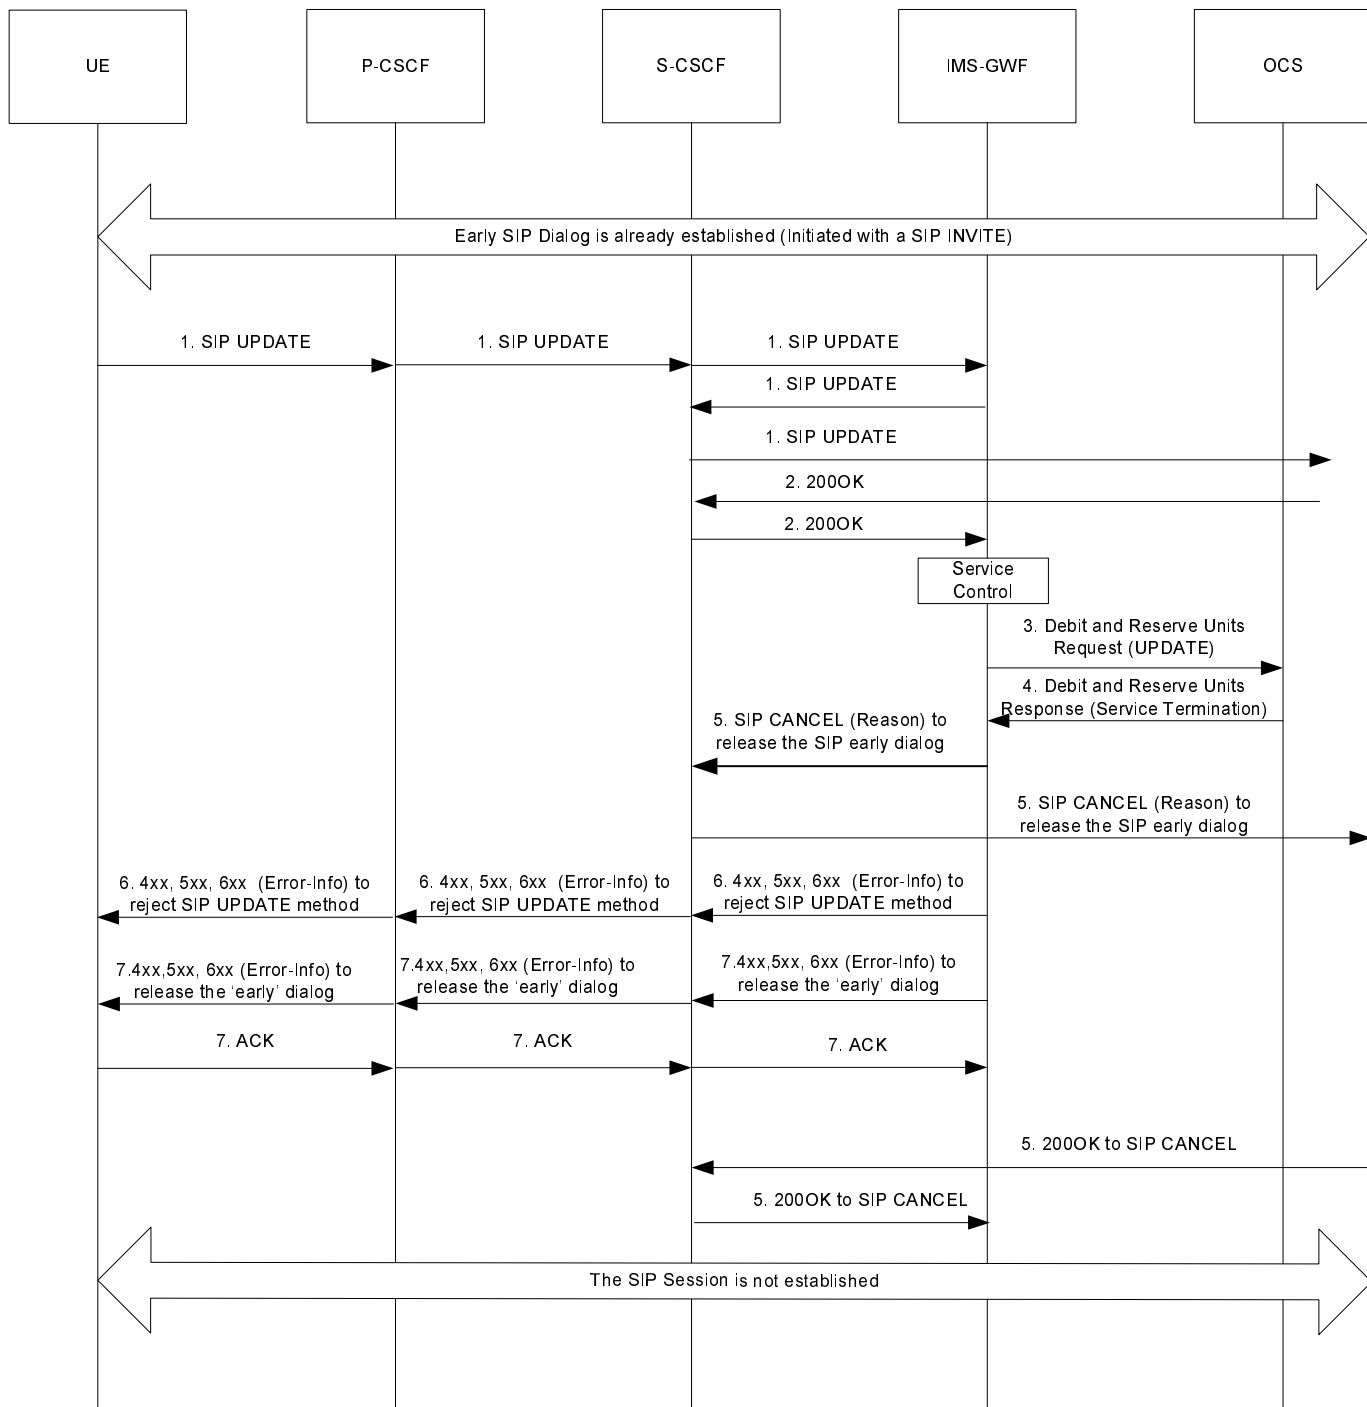 UE
P-CSCF
S-CSCF
IMS-GWF
OCS
Early SIP Dialog is already established (Initiated with a SIP INVITE)
1. SIP UPDATE
1. SIP UPDATE
1. SIP UPDATE
1. SIP UPDATE
1. SIP UPDATE
2. 200OK
2. 200OK
Service
Control
3. Debit and Reserve Units
Request (UPDATE)
4. Debit and Reserve Units
Response (Service Termination)
5. SIP CANCEL (Reason) to
release the SIP early dialog
5. SIP CANCEL (Reason) to
release the SIP early dialog
6. 4xx, 5xx, 6xx  (Error-Info) to
reject SIP UPDATE method
6. 4xx, 5xx, 6xx  (Error-Info) to
reject SIP UPDATE method
6. 4xx, 5xx, 6xx  (Error-Info) to
reject SIP UPDATE method
7.4xx,5xx, 6xx (Error-Info) to
release the ‘early’ dialog
7.4xx,5xx, 6xx (Error-Info) to
release the ‘early’ dialog
7.4xx,5xx, 6xx (Error-Info) to
release the ‘early’ dialog
7. ACK
7. ACK
7. ACK
5. 200OK to SIP CANCEL
5. 200OK to SIP CANCEL
The SIP Session is not established